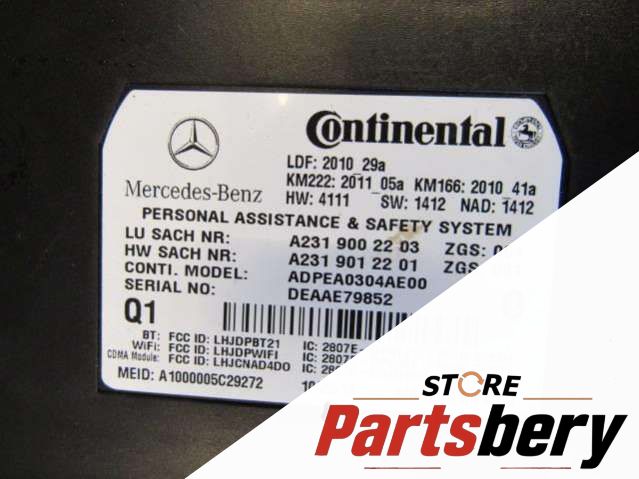 Continental
Mercedes-Benz
LDF: 2010_29a
KM222: 2011_05a KM166: 2010_41a
HW: 4111 SW: 1412 NAD: 1412
PERSONAL ASSISTANCE & SAFETY SYSTEM
LU SACH NR: A231 900 22 03 ZGS:
HW SACH NR: A231 901 22 01 ZGS:
CONTI. MODEL: ADPEA0304AE00
SERIAL NO: DEAAE79852
Q1
BT: FCC ID: LHJDPBT21 IC: 2807E-
WiFi: FCC ID: LHJDPWIFI IC:
CDMA Module: FCC ID: LHJCNAD4DO IC:
MEID: A1000005C29272
STORE
Partsbery